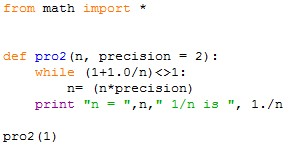 from math import *
def pro2(n, precision = 2):
while (1+1.0/n)<>1:
n= (n*precision)
print "n = ",n," 1/n is ", 1./n
pro2(1)